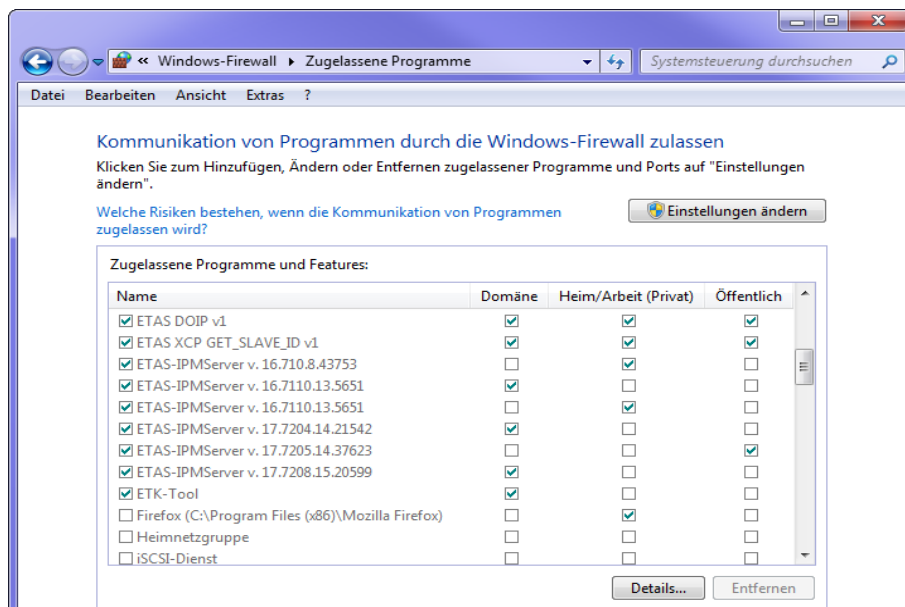 « Windows-Firewall ▸ Zugelassene Programme Systemsteuerung durchsuchen
Datei Bearbeiten Ansicht Extras ?
Kommunikation von Programmen durch die Windows-Firewall zulassen
Klicken Sie zum Hinzufügen, Ändern oder Entfernen zugelassener Programme und Ports auf "Einstellungen
ändern".
Welche Risiken bestehen, wenn die Kommunikation von Programmen
zugelassen wird?
Einstellungen ändern
Zugelassene Programme und Features:
Name Domäne Heim/Arbeit (Privat) Öffentlich
ETAS DOIP v1
ETAS XCP GET_SLAVE_ID v1
ETAS-IPMServer v. 16.710.8.43753
ETAS-IPMServer v. 16.7110.13.5651
ETAS-IPMServer v. 16.7110.13.5651
ETAS-IPMServer v. 17.7204.14.21542
ETAS-IPMServer v. 17.7205.14.37623
ETAS-IPMServer v. 17.7208.15.20599
ETK-Tool
Firefox (C:\Program Files (x86)\Mozilla Firefox)
Heimnetzgruppe
iSCSI-Dienst
Details... Entfernen